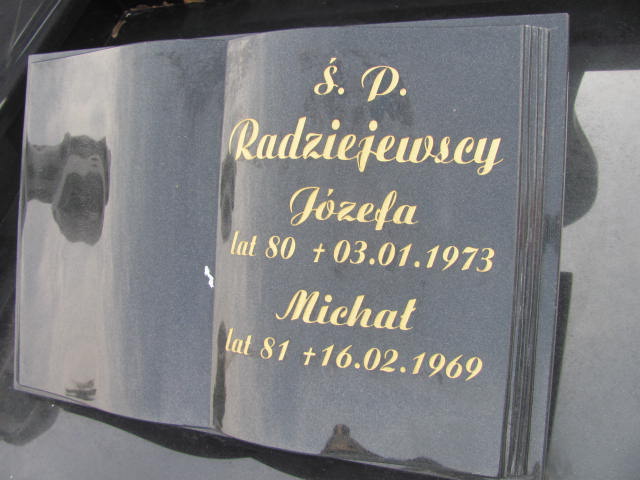 Ś. P.
Radziejewscy
Józefa
lat 80 + 03.01.1973
Michał
lat 81 + 16.02.1969